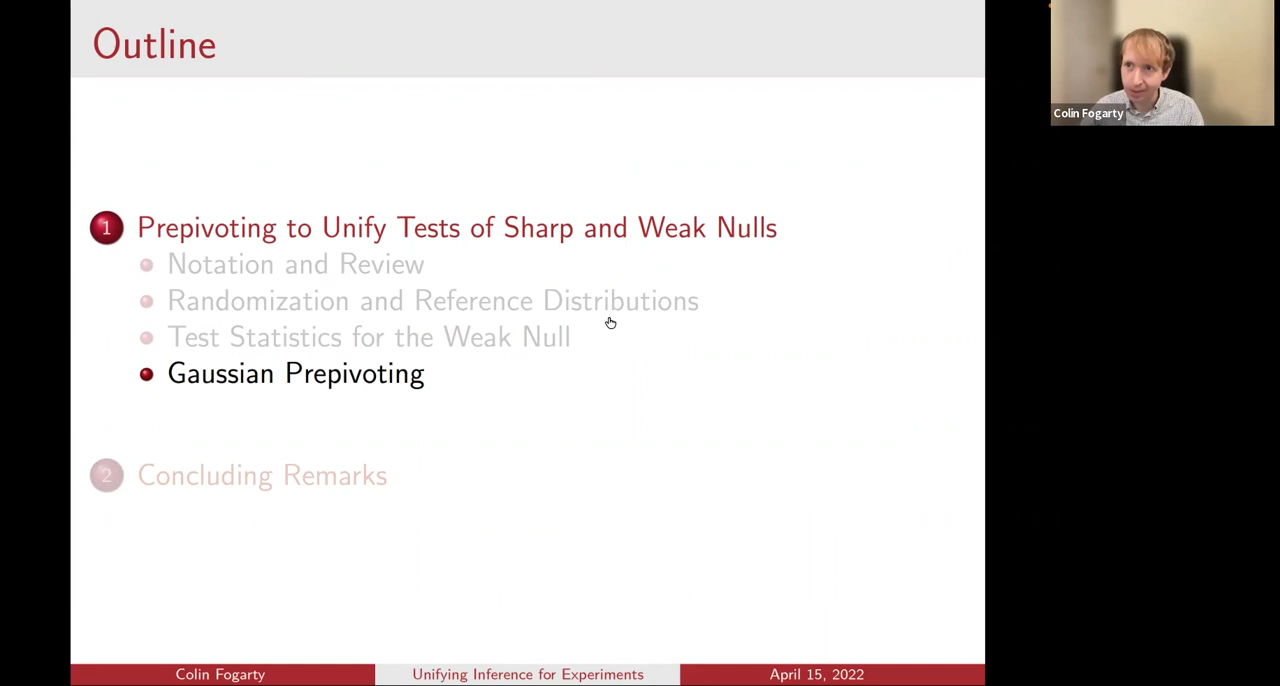 Outline
Colin Fogarty
1 Prepivoting to Unify Tests of Sharp and Weak Nulls
Notation and Review
Randomization and Reference Distributions
Test Statistics for the Weak Null
Gaussian Prepivoting
2 Concluding Remarks
Colin Fogarty
Unifying Inference for Experiments
April 15, 2022